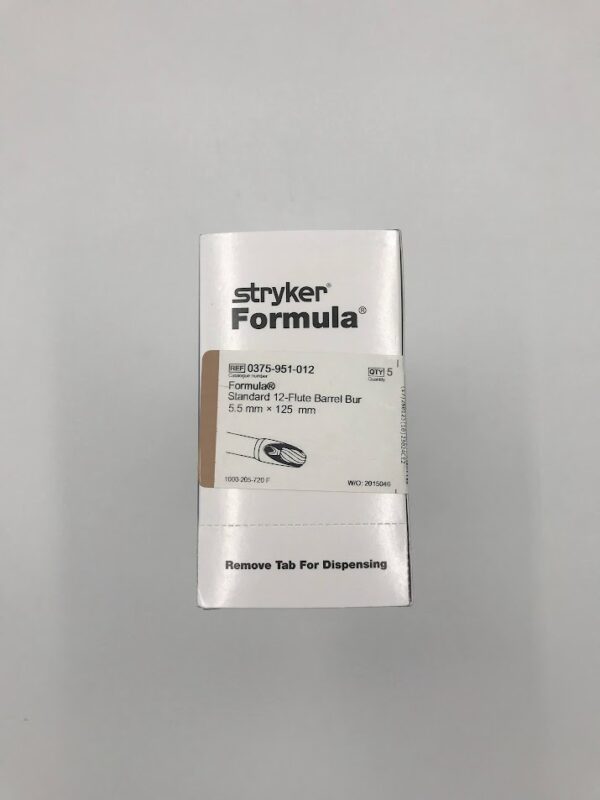 stryker®
Formula®
REF 0375-951-012
Catalogue number
QTY 5
Quantity
Formula®
Standard 12-Flute Barrel Bur
5.5 mm × 125 mm
1000-205-720 F
W/O: 2015046
Remove Tab For Dispensing